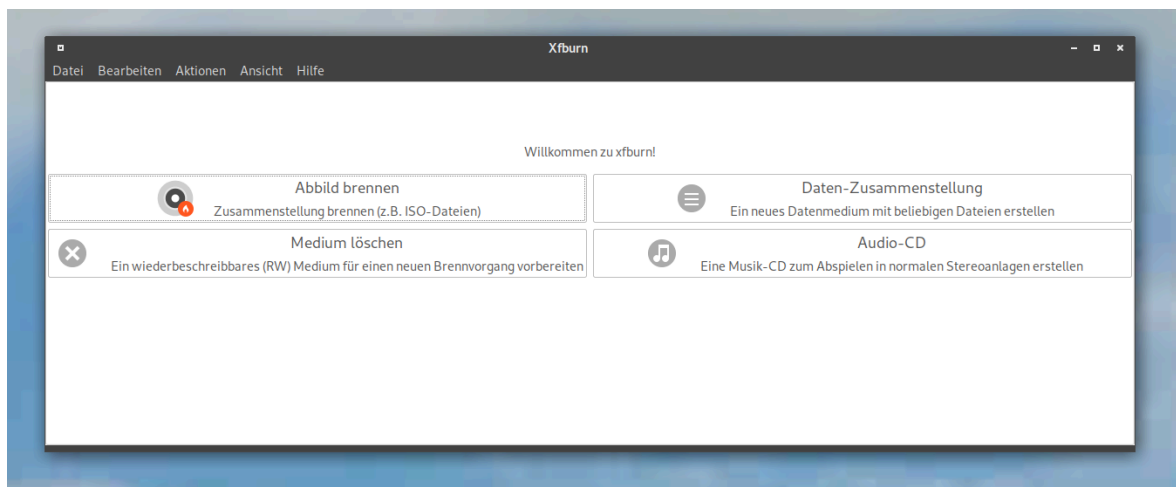 Xfburn
Datei Bearbeiten Aktionen Ansicht Hilfe
Willkommen zu xfburn!
Abbild brennen
Zusammenstellung brennen (z.B. ISO-Dateien)
Daten-Zusammenstellung
Ein neues Datenmedium mit beliebigen Dateien erstellen
Medium löschen
Ein wiederbeschreibbares (RW) Medium für einen neuen Brennvorgang vorbereiten
Audio-CD
Eine Musik-CD zum Abspielen in normalen Stereoanlagen erstellen